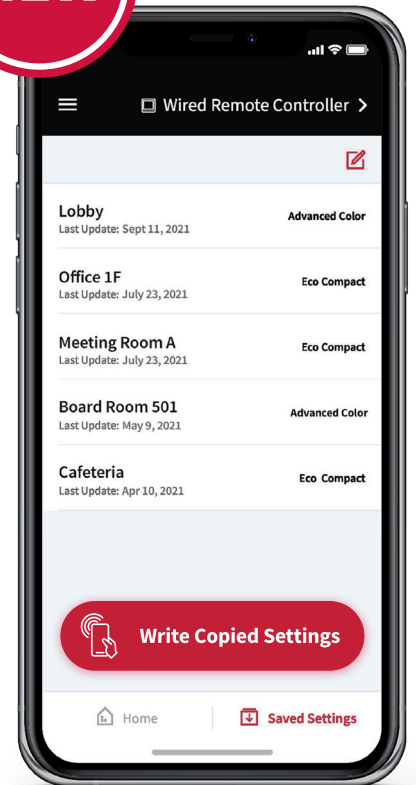 Wired Remote Controller
Lobby
Last Update: Sept 11, 2021
Advanced Color
Office 1F
Last Update: July 23, 2021
Eco Compact
Meeting Room A
Last Update: July 23, 2021
Eco Compact
Board Room 501
Last Update: May 9, 2021
Advanced Color
Cafeteria
Last Update: Apr 10, 2021
Eco Compact
Write Copied Settings
Home
Saved Settings